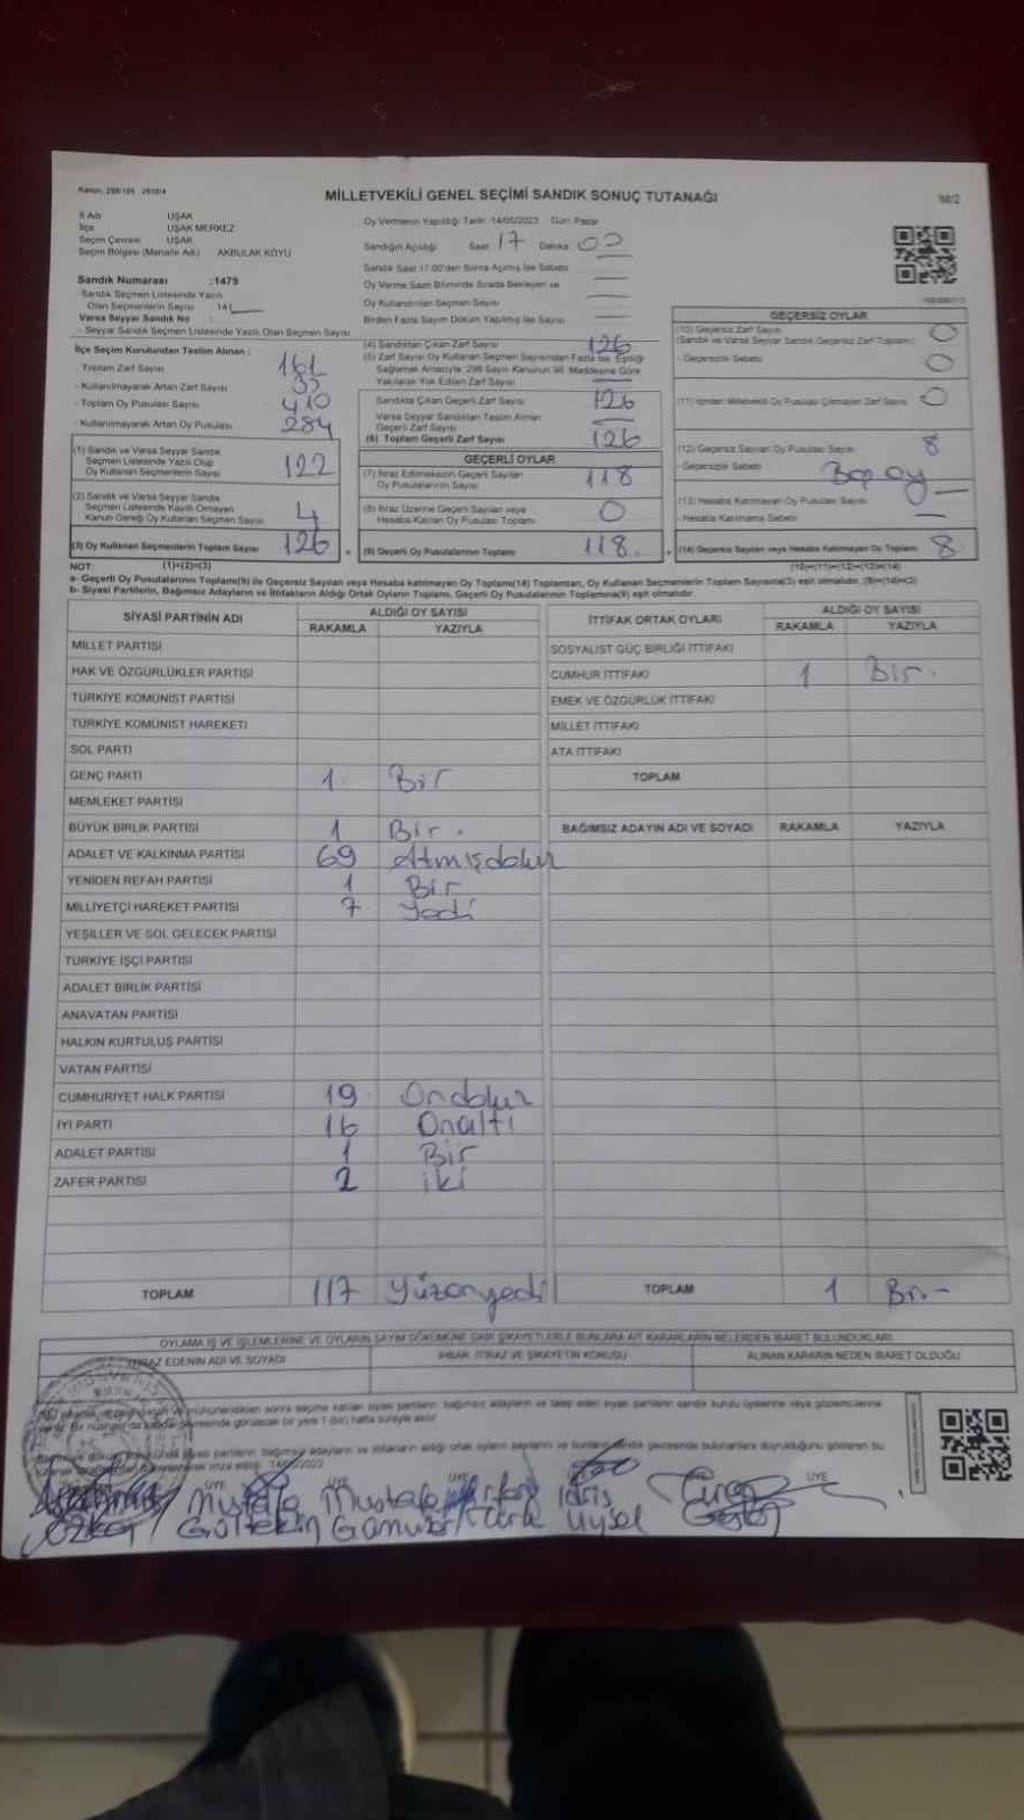 MİLLETVEKİLİ GENEL SEÇİMİ SANDIK SONUÇ TUTANAĞI
İl Adı UŞAK
İlçe UŞAK MERKEZ
Seçim Çevresi UŞAK
Seçim Bölgesi (Mahalle Adı) AKBULAK KÖYÜ
Sandık Numarası :1479
Sandık Seçmen Listesinde Yazılı
Olan Seçmenlerin Sayısı 141
Varsa Seyyar Sandık No :
- Seyyar Sandık Seçmen Listesinde Yazılı Olan Seçmen Sayısı
Oy Vermenin Yapıldığı Tarih 14/05/2023 Gün Pazar
Sandığın Açıldığı Saat 17 Dakika 00
Sandık Saat 17:00'den Sonra Açılmış İse Sebebi
Oy Verme Saati Bitiminde Sırada Bekleyen ve
Oy Kullandırılan Seçmen Sayısı
Birden Fazla Sayım Döküm Yapılmış İse Sayısı
İlçe Seçim Kurulundan Teslim Alınan :
- Toplam Zarf Sayısı 161
- Kullanılmayarak Artan Zarf Sayısı 35
- Toplam Oy Pusulası Sayısı 410
- Kullanılmayarak Artan Oy Pusulası 284
(1) Sandık ve Varsa Seyyar Sandık
Seçmen Listesinde Yazılı Olup
Oy Kullanan Seçmenlerin Sayısı 122
(2) Sandık ve Varsa Seyyar Sandık
Seçmen Listesinde Kayıtlı Olmayan
Kanun Gereği Oy Kullanan Seçmen Sayısı 4
(3) Oy Kullanan Seçmenlerin Toplam Sayısı 126
(1)+(2)=(3)
(4) Sandıktan Çıkan Zarf Sayısı 126
(5) Zarf Sayısı Oy Kullanan Seçmen Sayısından Fazla İse, Eşitliği
Sağlamak Amacıyla, 298 Sayılı Kanunun 98. Maddesine Göre
Yakılarak Yok Edilen Zarf Sayısı
Sandıkta Çıkan Geçerli Zarf Sayısı 126
Varsa Seyyar Sandıktan Teslim Alınan
Geçerli Zarf Sayısı
(6) Toplam Geçerli Zarf Sayısı 126
GEÇERLİ OYLAR
(7) İtiraz Edilmeksizin Geçerli Sayılan
Oy Pusulalarının Sayısı 118
(8) İtiraz Üzerine Geçerli Sayılan veya
Hesaba Katılan Oy Pusulası Toplamı 0
(9) Geçerli Oy Pusulalarının Toplamı 118
GEÇERSİZ OYLAR
(10) Geçersiz Zarf Sayısı 0
(Sandık ve Varsa Seyyar Sandık Geçersiz Zarf Toplamı)
- Geçersizlik Sebebi 0
(11) İçinden Milletvekili Oy Pusulası Çıkmayan Zarf Sayısı 0
(12) Geçersiz Sayılan Oy Pusulası Sayısı 8
- Geçersizlik Sebebi Boş oy
(13) Hesaba Katılmayan Oy Pusulası Sayısı
- Hesaba Katılmama Sebebi
(14) Geçersiz Sayılan veya Hesaba Katılmayan Oy Toplamı 8
(10)+(11)+(12)+(13)=(14)
NOT:
a- Geçerli Oy Pusulalarının Toplamı(9) ile Geçersiz Sayılan veya Hesaba katılmayan Oy Toplamı(14) Toplamları, Oy Kullanan Seçmenlerin Toplam Sayısına(3) eşit olmalıdır. (9)+(14)=(3)
b- Siyasi Partilerin, Bağımsız Adayların ve İttifakların Aldığı Ortak Oyların Toplamı, Geçerli Oy Pusulalarının Toplamına(9) eşit olmalıdır.
SİYASİ PARTİNİN ADI ALDIĞI OY SAYISI
RAKAMLA YAZIYLA
MİLLET PARTİSİ
HAK VE ÖZGÜRLÜKLER PARTİSİ
TÜRKİYE KOMÜNİST PARTİSİ
TÜRKİYE KOMÜNİST HAREKETİ
SOL PARTİ
GENÇ PARTİ 1 Bir
MEMLEKET PARTİSİ
BÜYÜK BİRLİK PARTİSİ 1 Bir.
ADALET VE KALKINMA PARTİSİ 69 Atmışdokuz
YENİDEN REFAH PARTİSİ 1 Bir
MİLLİYETÇİ HAREKET PARTİSİ 7 Yedi
YEŞİLLER VE SOL GELECEK PARTİSİ
TÜRKİYE İŞÇİ PARTİSİ
ADALET BİRLİK PARTİSİ
ANAVATAN PARTİSİ
HALKIN KURTULUŞ PARTİSİ
VATAN PARTİSİ
CUMHURİYET HALK PARTİSİ 19 Ondokuz
İYİ PARTİ 16 Onaltı
ADALET PARTİSİ 1 Bir
ZAFER PARTİSİ 2 iki
TOPLAM 117 Yüzonyedi
İTTİFAK ORTAK OYLARI ALDIĞI OY SAYISI
RAKAMLA YAZIYLA
SOSYALİST GÜÇ BİRLİĞİ İTTİFAKI
CUMHUR İTTİFAKI 1 Bir.
EMEK VE ÖZGÜRLÜK İTTİFAKI
MİLLET İTTİFAKI
ATA İTTİFAKI
TOPLAM
BAĞIMSIZ ADAYIN ADI VE SOYADI RAKAMLA YAZIYLA
TOPLAM 1 Bir.-
OYLAMA İŞ VE İŞLEMLERİNE VE OYLARIN SAYIM DÖKÜMÜNE DAİR ŞİKAYETLERLE BUNLARA AİT KARARLARIN NELERDEN İBARET BULUNDUKLARI
İTİRAZ EDENİN ADI VE SOYADI İHBAR, İTİRAZ VE ŞİKAYETİN KONUSU ALINAN KARARIN NEDEN İBARET OLDUĞU
14/05/2023
ÜYE ÜYE ÜYE ÜYE
Mustafa Mustafa İdris
Gültekin Uysal